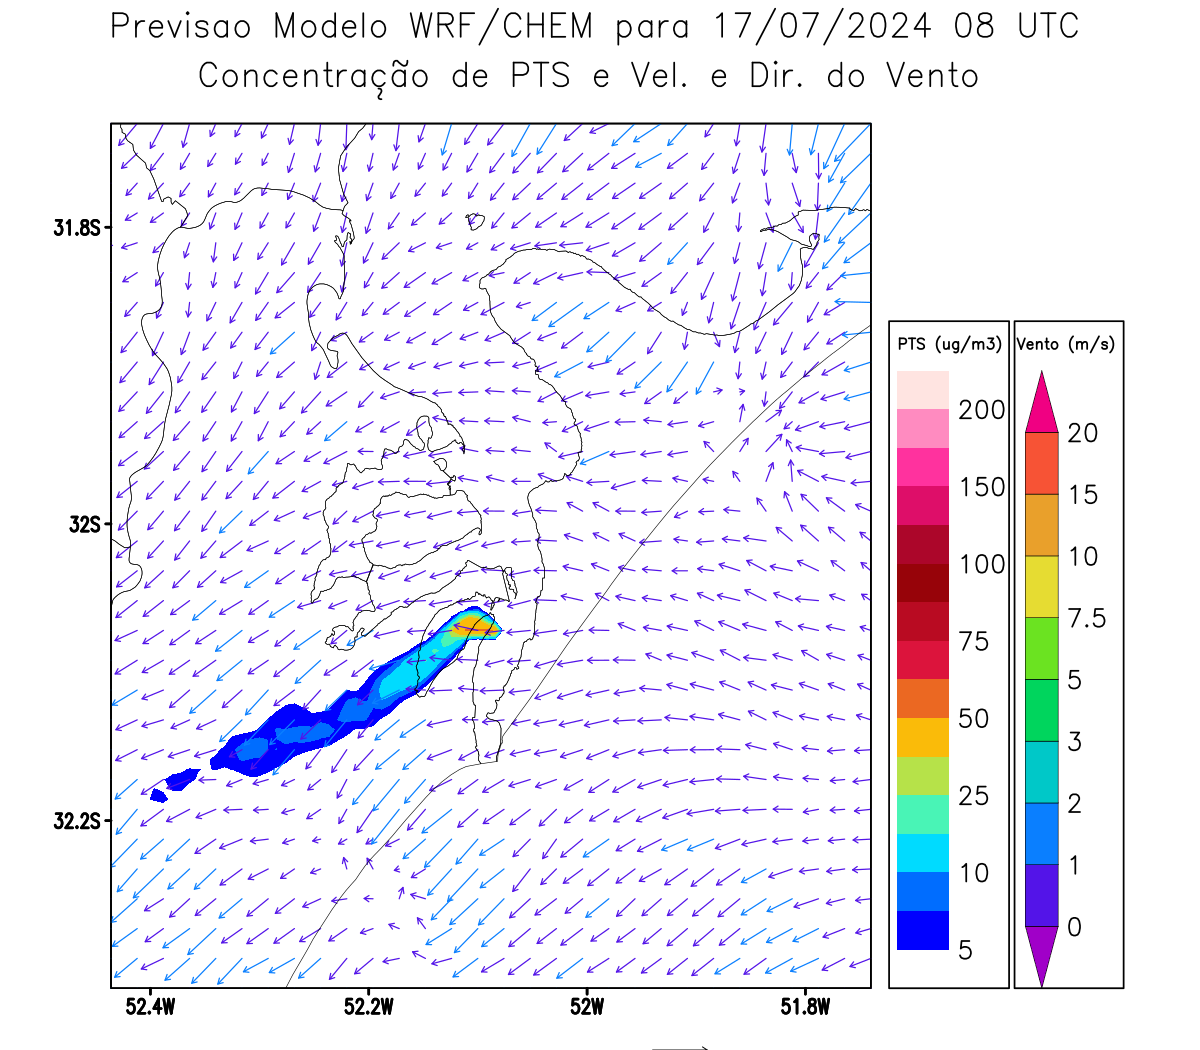 Previsao Modelo WRF/CHEM para 17/07/2024 08 UTC
Concentração de PTS e Vel. e Dir. do Vento
31.8S
32S
32.2S
52.4W
52.2W
52W
51.8W
PTS (ug/m3)
200
150
100
75
50
25
10
5
Vento (m/s)
20
15
10
7.5
5
3
2
1
0